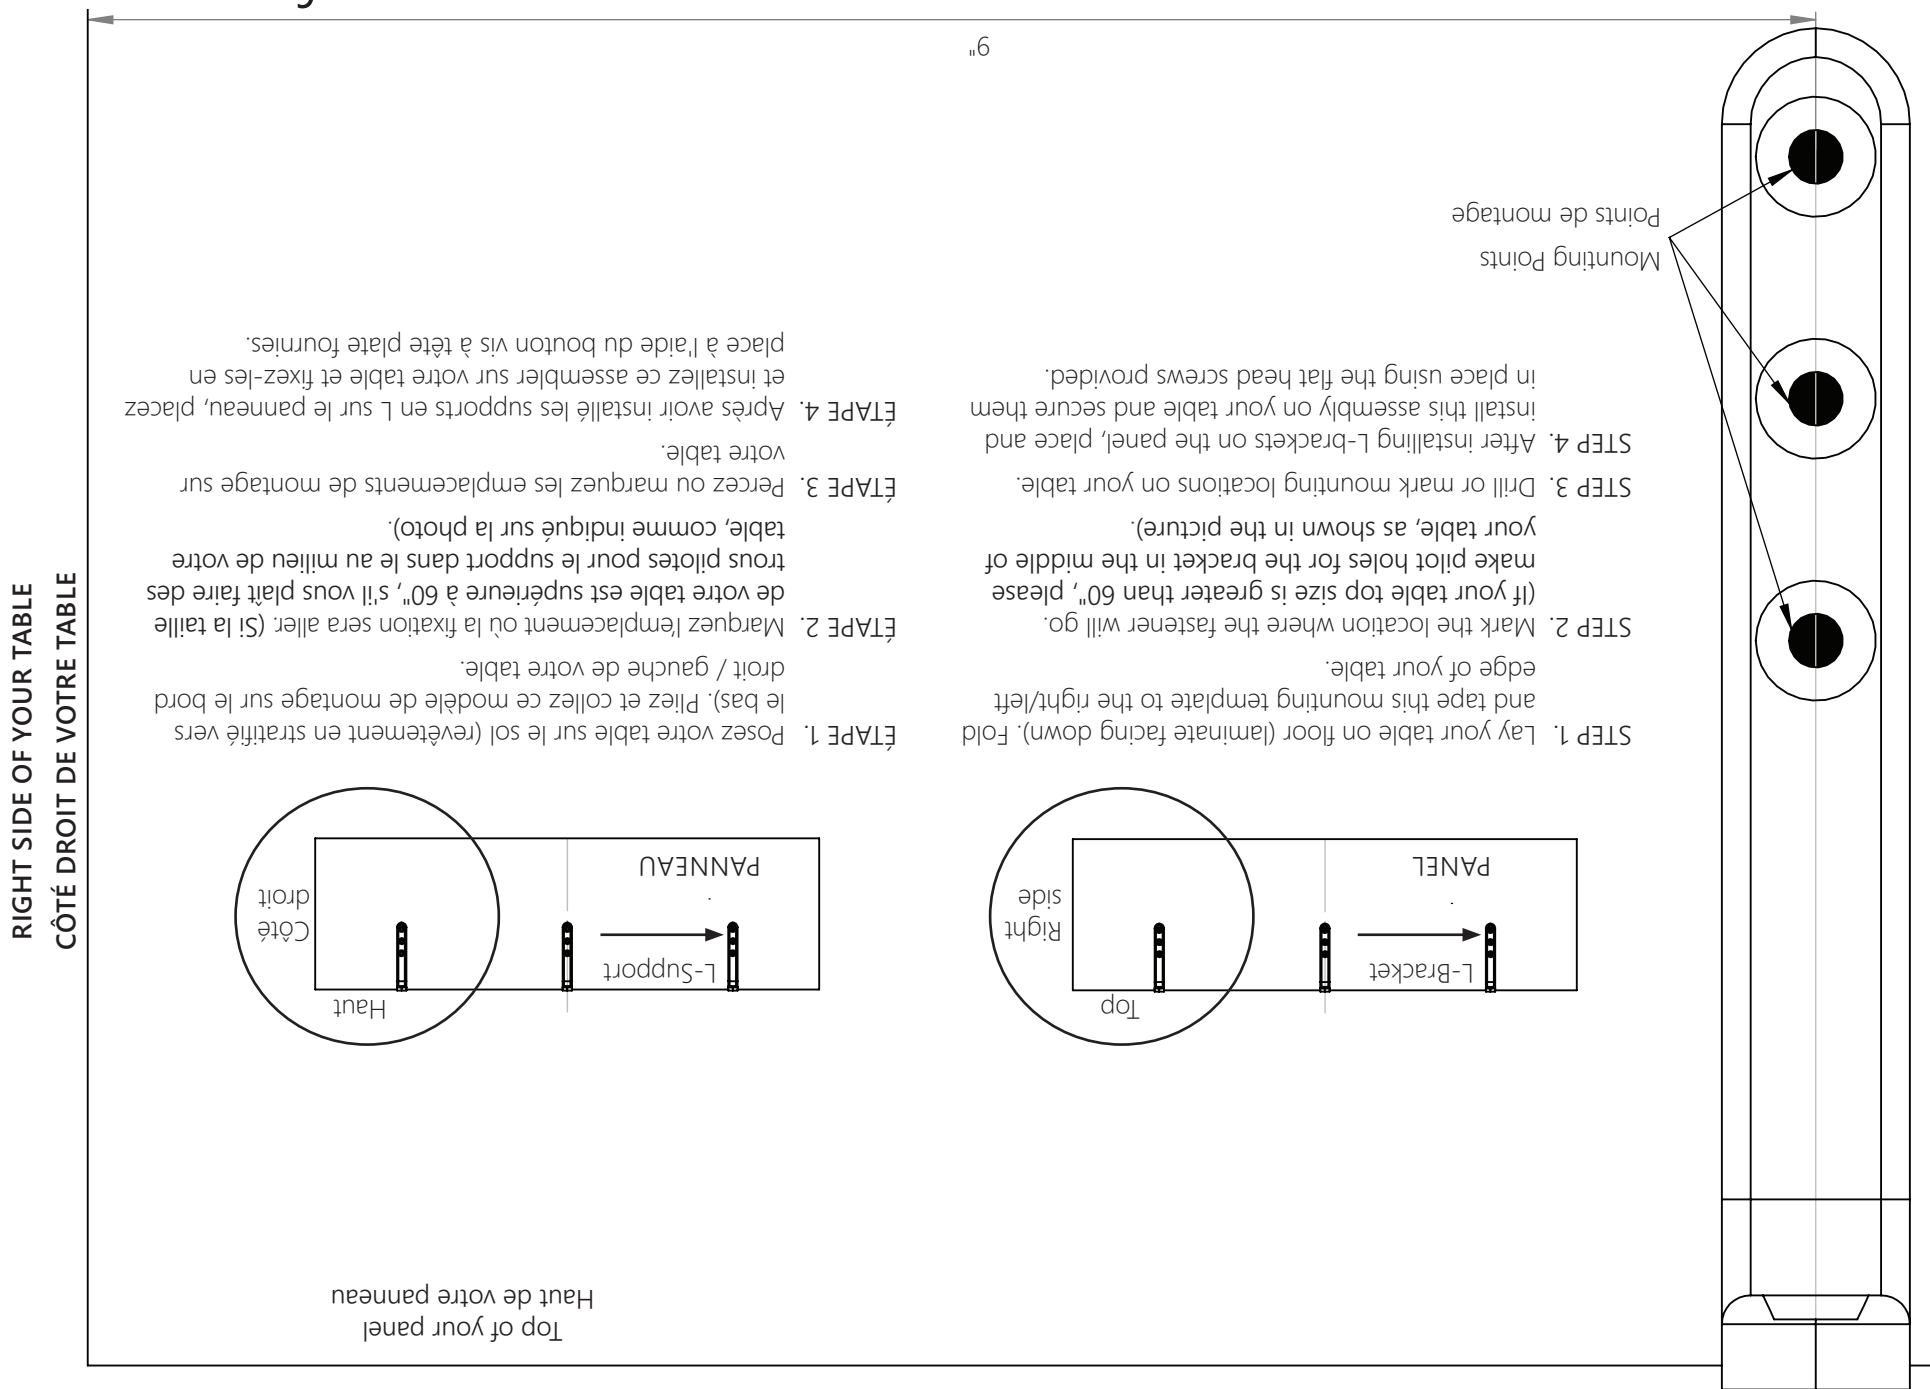 Top of your panel
Haut de votre panneau
Top
L-Bracket
Right
side
PANEL
Haut
L-Support
Côté
droit
PANNEAU
STEP 1. Lay your table on floor (laminate facing down). Fold
and tape this mounting template to the right/left
edge of your table.
STEP 2. Mark the location where the fastener will go.
(If your table top size is greater than 60", please
make pilot holes for the bracket in the middle of
your table, as shown in the picture).
STEP 3. Drill or mark mounting locations on your table.
STEP 4. After installing L-brackets on the panel, place and
install this assembly on your table and secure them
in place using the flat head screws provided.
ÉTAPE 1. Posez votre table sur le sol (revêtement en stratifié vers
le bas). Pliez et collez ce modèle de montage sur le bord
droit / gauche de votre table.
ÉTAPE 2. Marquez l'emplacement où la fixation sera aller. (Si la taille
de votre table est supérieure à 60", s'il vous plaît faire des
trous pilotes pour le support dans le au milieu de votre
table, comme indiqué sur la photo).
ÉTAPE 3. Percez ou marquez les emplacements de montage sur
votre table.
ÉTAPE 4. Après avoir installé les supports en L sur le panneau, placez
et installez ce assembler sur votre table et fixez-les en
place à l'aide du bouton vis à tête plate fournies.
Mounting Points
Points de montage
9"
RIGHT SIDE OF YOUR TABLE
CÔTÉ DROIT DE VOTRE TABLE